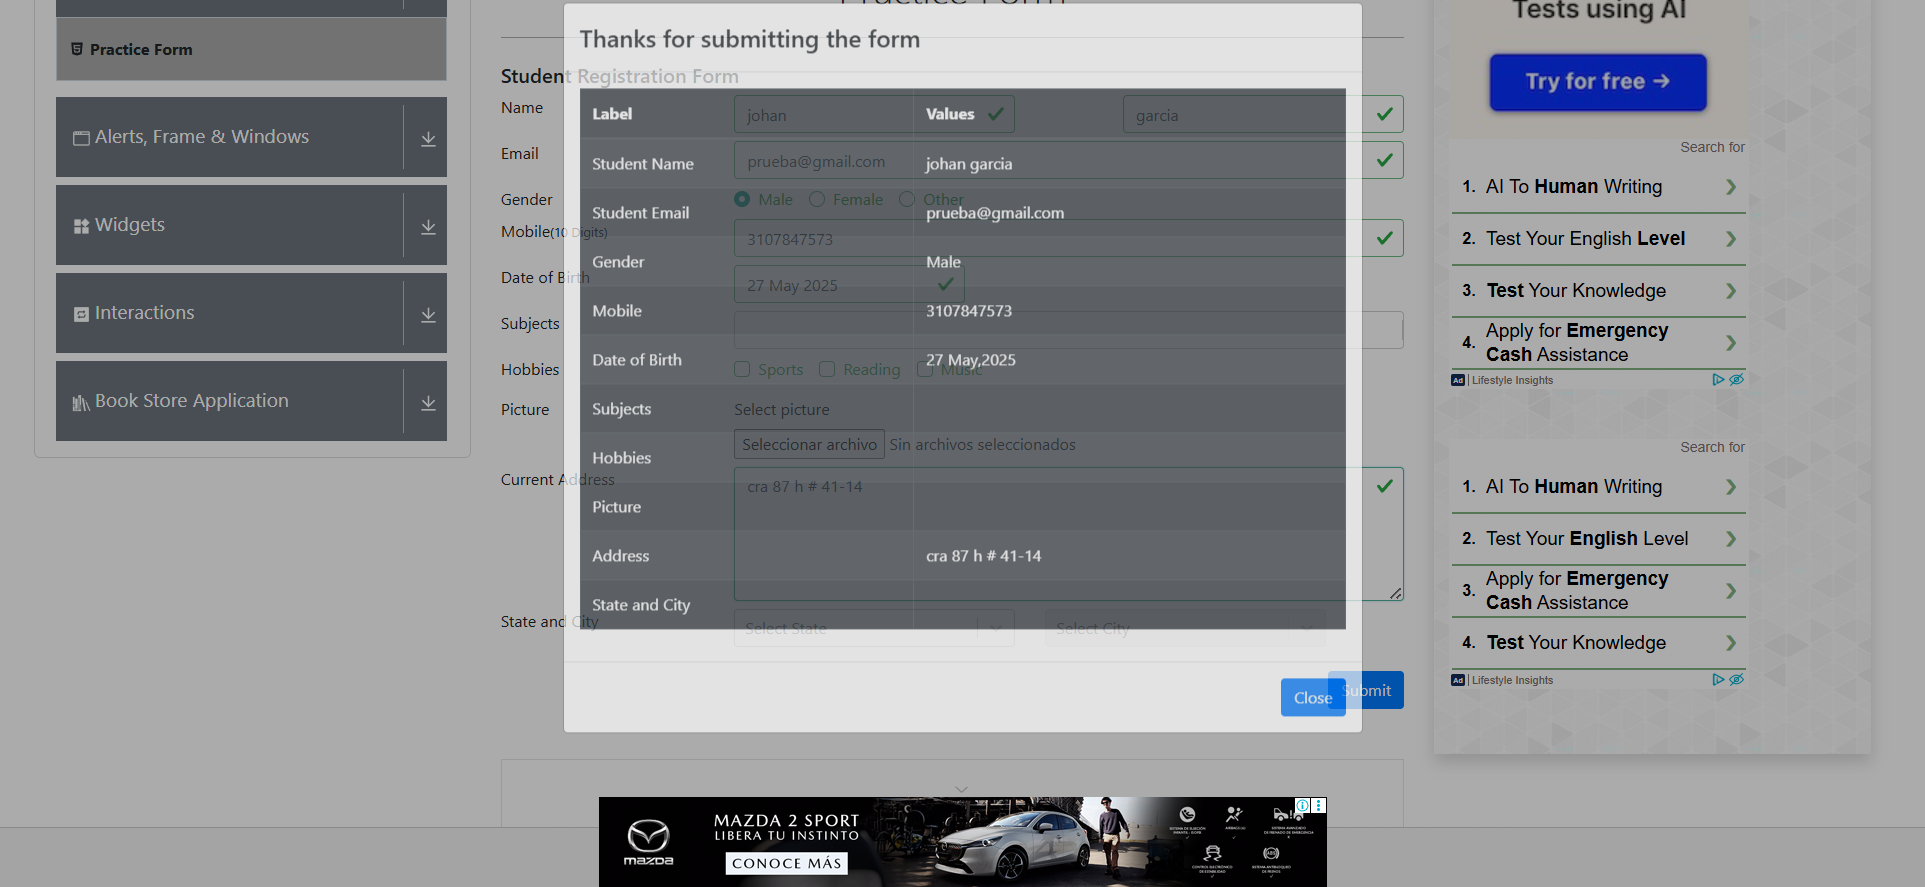 Practice Form
Practice Form
Alerts, Frame & Windows
Widgets
Interactions
Book Store Application
Thanks for submitting the form
Student Registration Form
Label Values
Student Name johan garcia
Student Email prueba@gmail.com
Gender Male
Mobile 3107847573
Date of Birth 27 May,2025
Subjects
Hobbies
Picture
Address cra 87 h # 41-14
State and City
Close
Name johan garcia
Email prueba@gmail.com
Gender Male Female Other
Mobile(10 Digits) 3107847573
Date of Birth 27 May 2025
Subjects
Hobbies Sports Reading Music
Picture Select picture
Seleccionar archivo Sin archivos seleccionados
Current Address cra 87 h # 41-14
State and City Select State Select City
Submit
Tests using AI
Try for free →
Search for
1. AI To Human Writing
2. Test Your English Level
3. Test Your Knowledge
4. Apply for Emergency
Cash Assistance
Ad | Lifestyle Insights
Search for
1. AI To Human Writing
2. Test Your English Level
3. Apply for Emergency
Cash Assistance
4. Test Your Knowledge
Ad | Lifestyle Insights
MAZDA 2 SPORT
LIBERA TU INSTINTO
CONOCE MÁS
mazda